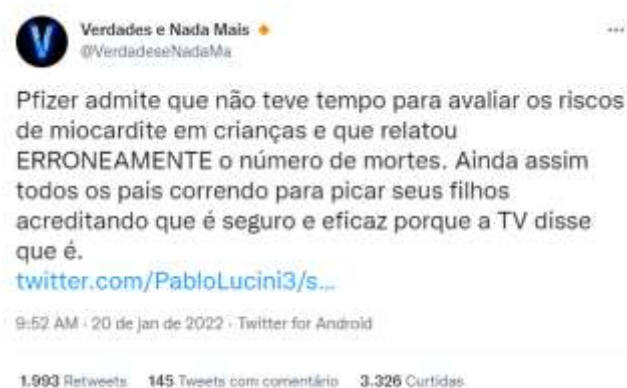 Verdades e Nada Mais
@VerdadeseNadaMa
Pfizer admite que não teve tempo para avaliar os riscos
de miocardite em crianças e que relatou
ERRONEAMENTE o número de mortes. Ainda assim
todos os pais correndo para picar seus filhos
acreditando que é seguro e eficaz porque a TV disse
que é.
twitter.com/PabloLucini3/s...
9:52 AM · 20 de jan de 2022 · Twitter for Android
1.993 Retweets 145 Tweets com comentário 3.326 Curtidas